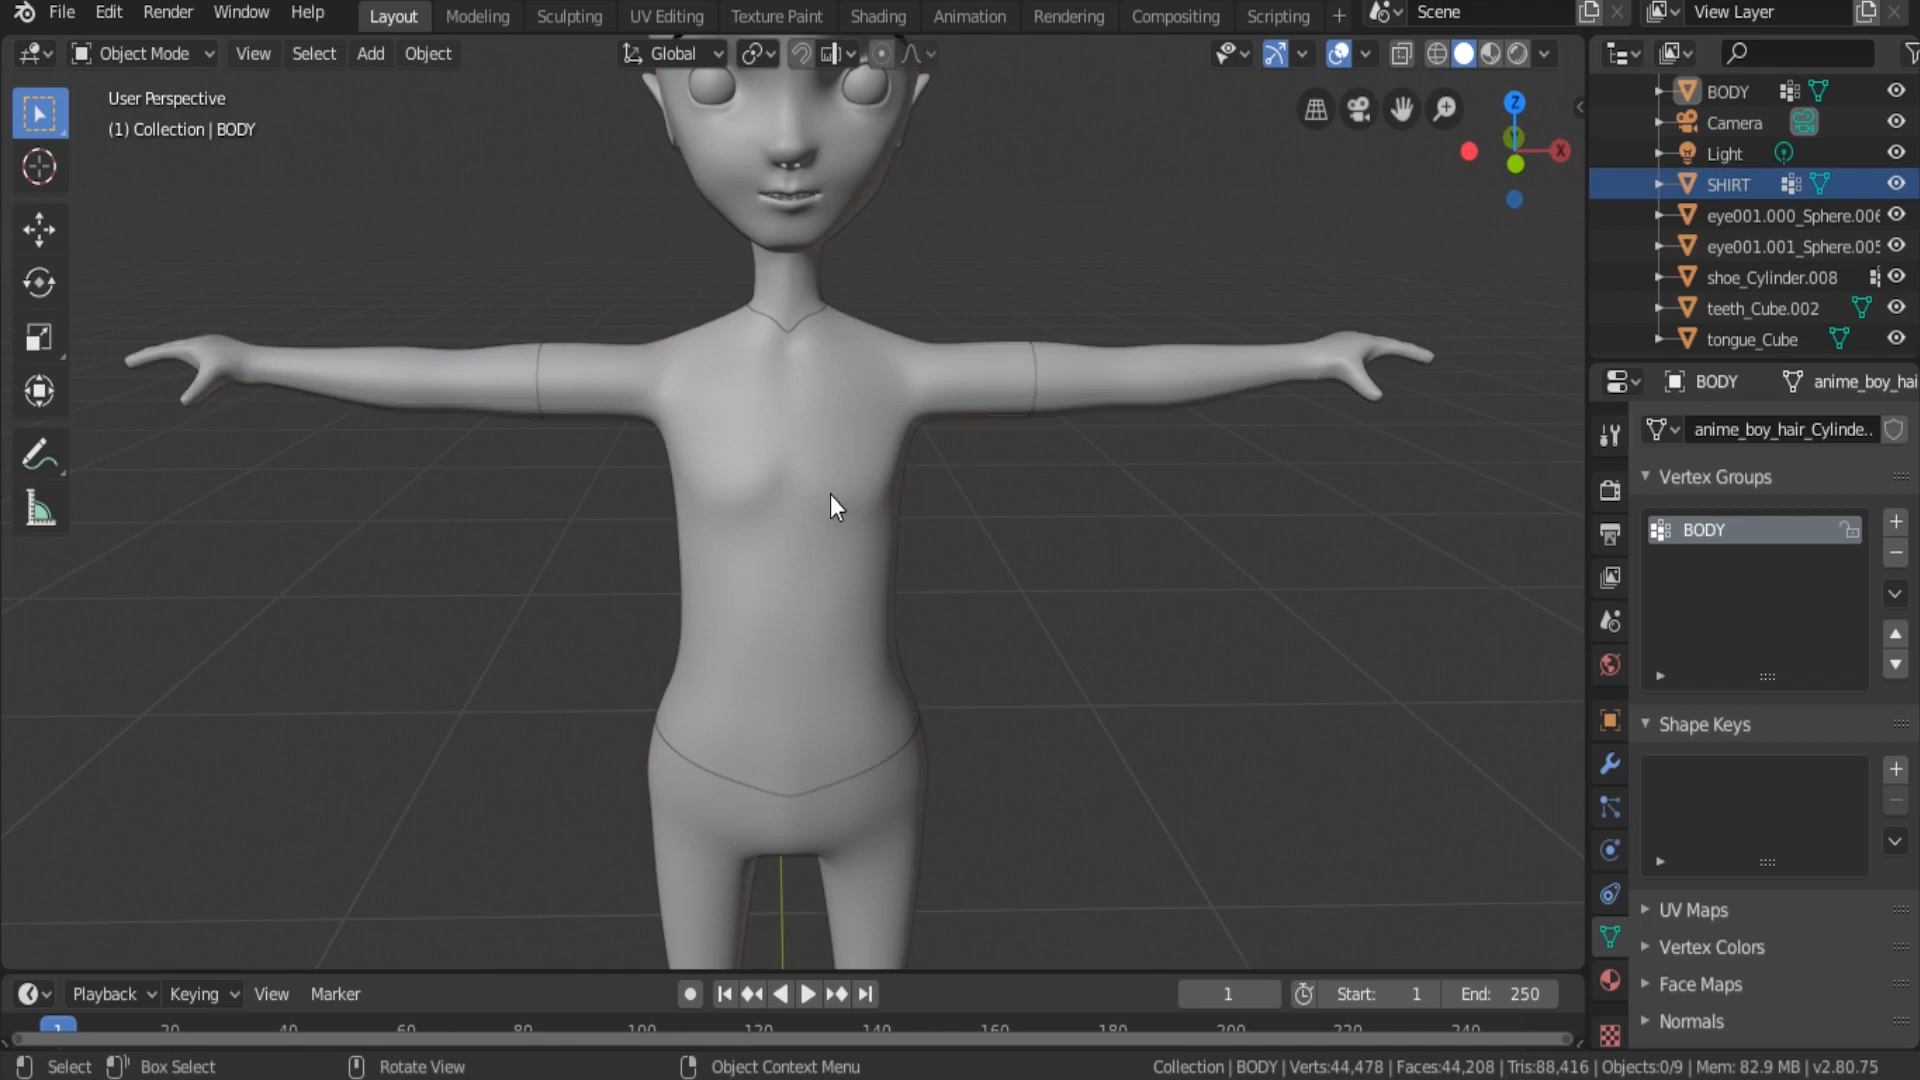 File Edit Render Window Help Layout Modeling Sculpting UV Editing Texture Paint Shading Animation Rendering Compositing Scripting + Scene View Layer
Object Mode View Select Add Object Global
User Perspective
(1) Collection | BODY
Z
Y
X
BODY
Camera
Light
SHIRT
eye001.000_Sphere.006
eye001.001_Sphere.005
shoe_Cylinder.008
teeth_Cube.002
tongue_Cube
BODY anime_boy_hai
anime_boy_hair_Cylinde..
Vertex Groups
BODY
Shape Keys
UV Maps
Vertex Colors
Face Maps
Normals
Playback Keying View Marker 1 Start: 1 End: 250
1 20 40 60 80 100 120 140 160 180 200 220 240
Select Box Select Rotate View Object Context Menu Collection | BODY | Verts:44,478 | Faces:44,208 | Tris:88,416 | Objects:0/9 | Mem: 82.9 MB | v2.80.75